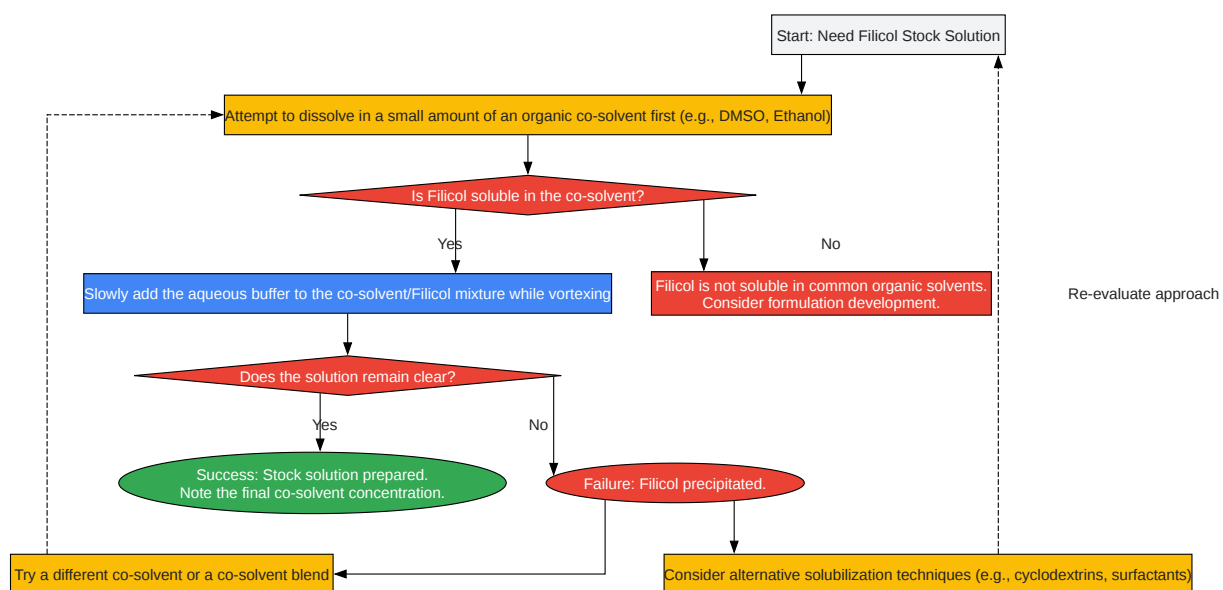 Start: Need Filicol Stock Solution
Attempt to dissolve in a small amount of an organic co-solvent first (e.g., DMSO, Ethanol)
Is Filicol soluble in the co-solvent?
Yes
No
Slowly add the aqueous buffer to the co-solvent/Filicol mixture while vortexing
Filicol is not soluble in common organic solvents.
Consider formulation development.
Re-evaluate approach
Does the solution remain clear?
Yes
No
Success: Stock solution prepared.
Note the final co-solvent concentration.
Failure: Filicol precipitated.
Try a different co-solvent or a co-solvent blend
Consider alternative solubilization techniques (e.g., cyclodextrins, surfactants)